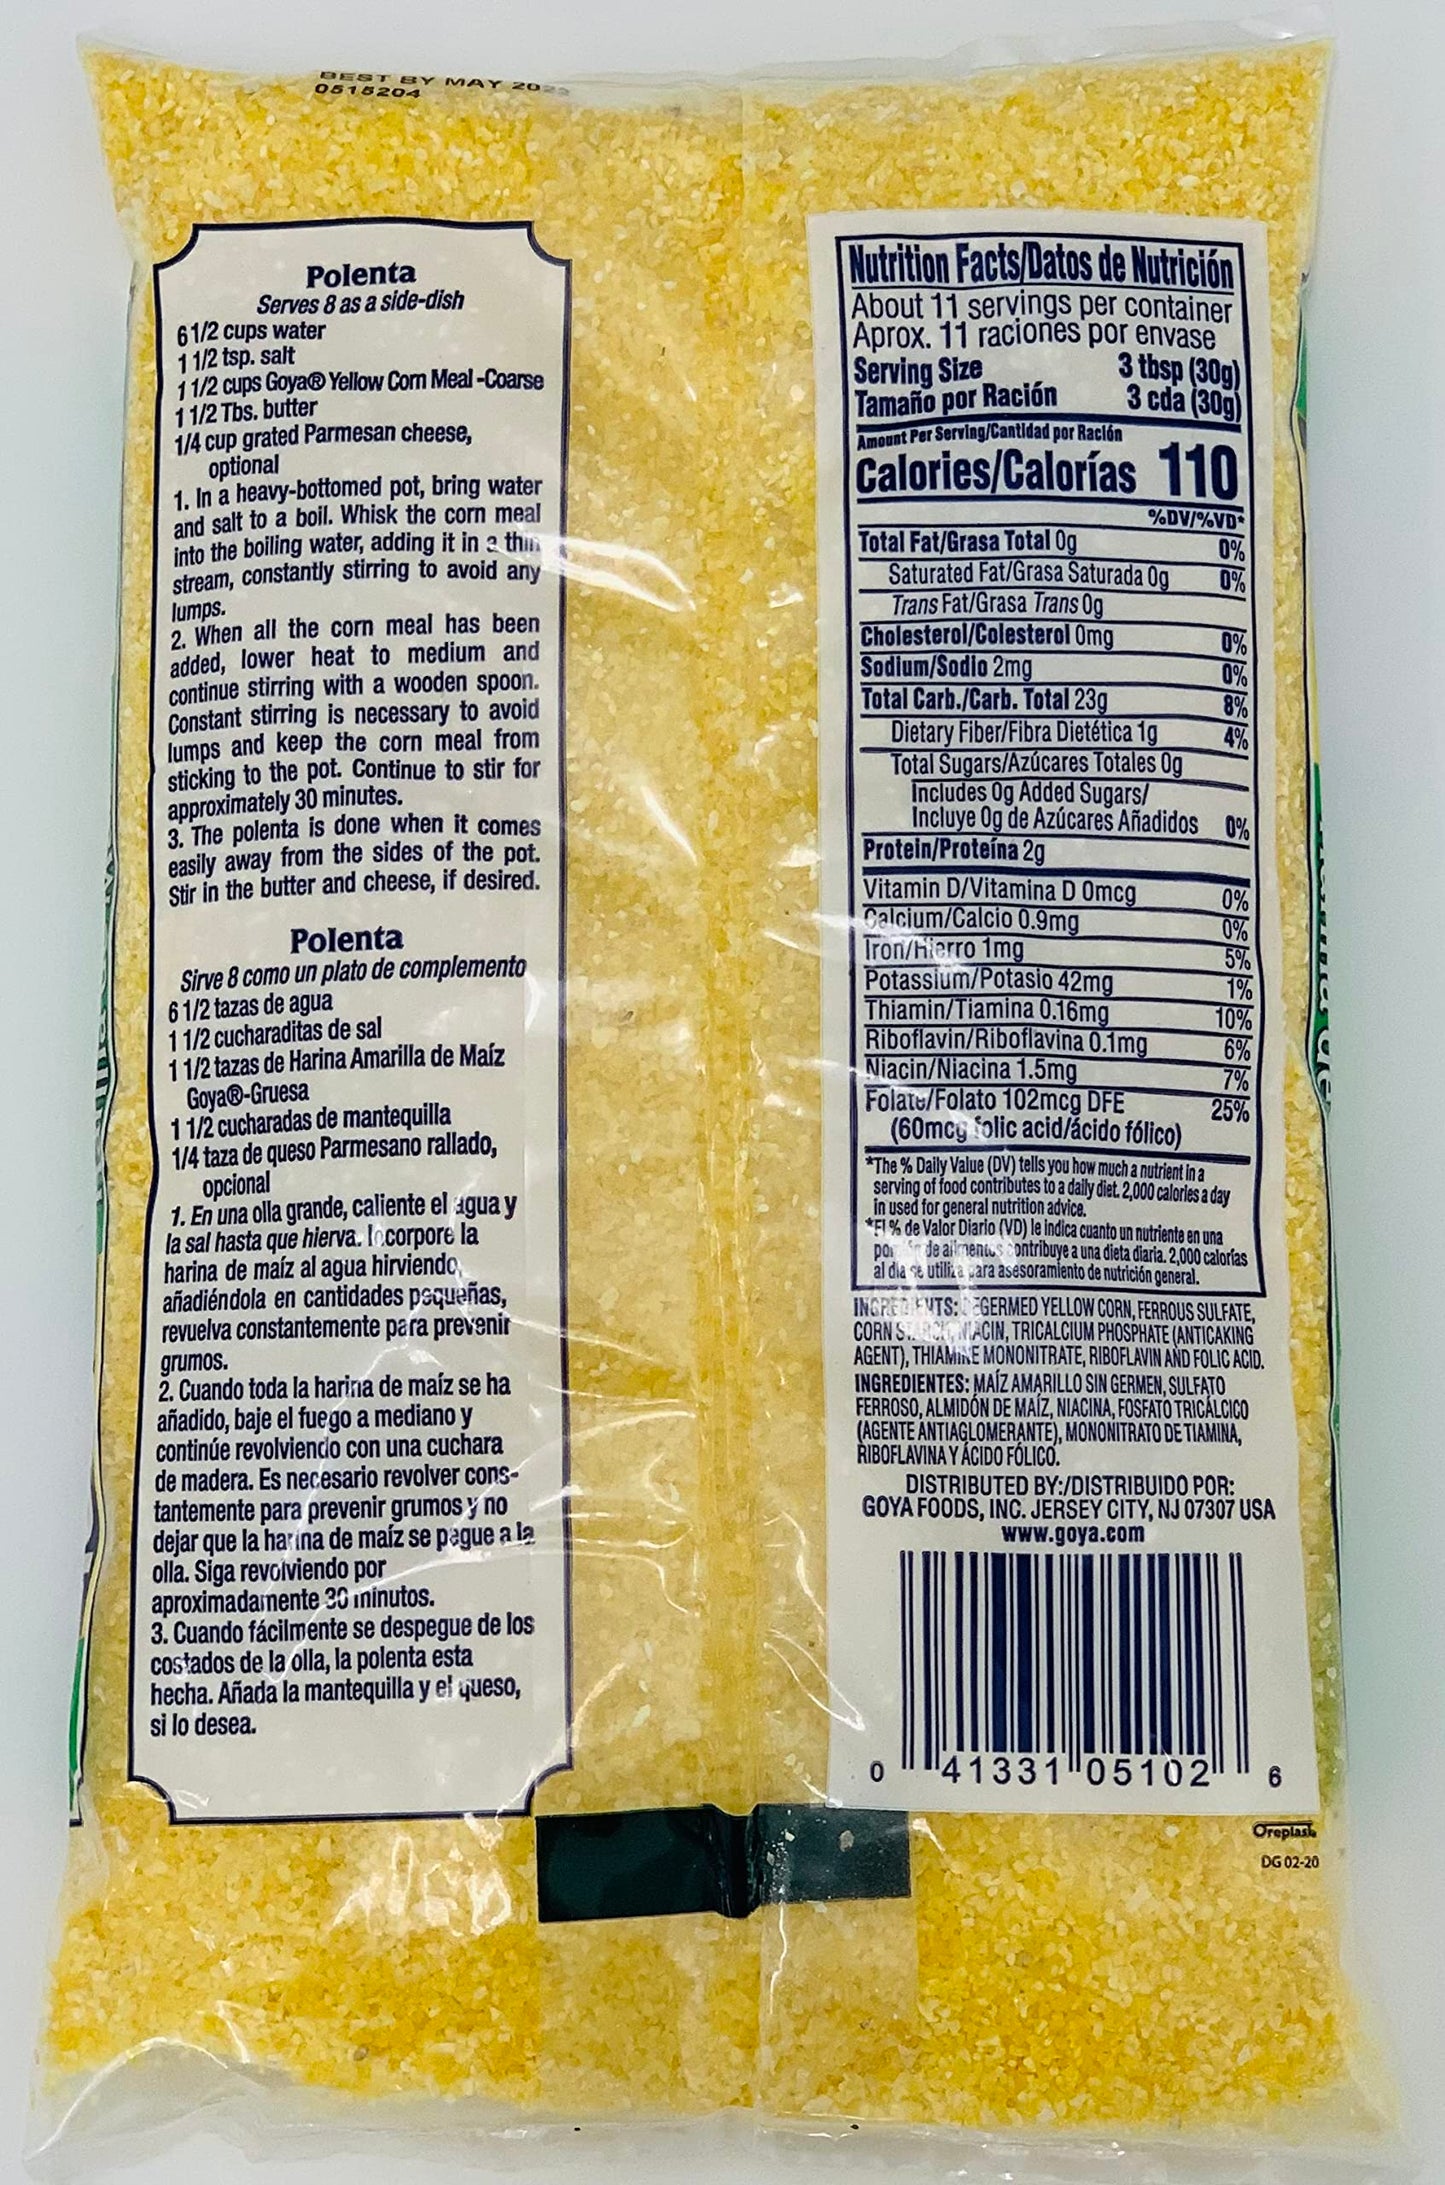 BEST BY MAY 202
0515204
Polenta
Serves 8 as a side-dish
6 1/2 cups water
1 1/2 tsp. salt
1 1/2 cups Goya® Yellow Corn Meal -Coarse
1 1/2 Tbs. butter
1/4 cup grated Parmesan cheese,
optional
1. In a heavy-bottomed pot, bring water
and salt to a boil. Whisk the corn meal
into the boiling water, adding it in a thin
stream, constantly stirring to avoid any
lumps.
2. When all the corn meal has been
added, lower heat to medium and
continue stirring with a wooden spoon.
Constant stirring is necessary to avoid
lumps and keep the corn meal from
sticking to the pot. Continue to stir for
approximately 30 minutes.
3. The polenta is done when it comes
easily away from the sides of the pot.
Stir in the butter and cheese, if desired.
Polenta
Sirve 8 como un plato de complemento
6 1/2 tazas de agua
1 1/2 cucharaditas de sal
1 1/2 tazas de Harina Amarilla de Maíz
Goya®-Gruesa
1 1/2 cucharadas de mantequilla
1/4 taza de queso Parmesano rallado,
opcional
1. En una olla grande, caliente el agua y
la sal hasta que hierva. Incorpore la
harina de maíz al agua hirviendo,
añadiéndola en cantidades pequeñas,
revuelva constantemente para prevenir
grumos.
2. Cuando toda la harina de maíz se ha
añadido, baje el fuego a mediano y
continúe revolviendo con una cuchara
de madera. Es necesario revolver cons-
tantemente para prevenir grumos y no
dejar que la harina de maíz se pegue a la
olla. Siga revolviendo por
aproximadamente 30 minutos.
3. Cuando fácilmente se despegue de los
costados de la olla, la polenta esta
hecha. Añada la mantequilla y el queso,
si lo desea.
Nutrition Facts/Datos de Nutrición
About 11 servings per container
Aprox. 11 raciones por envase
Serving Size 3 tbsp (30g)
Tamaño por Ración 3 cda (30g)
Amount Per Serving/Cantidad por Ración
Calories/Calorías 110
%DV/%VD*
Total Fat/Grasa Total 0g 0%
Saturated Fat/Grasa Saturada 0g 0%
Trans Fat/Grasa Trans 0g
Cholesterol/Colesterol 0mg 0%
Sodium/Sodio 2mg 0%
Total Carb./Carb. Total 23g 8%
Dietary Fiber/Fibra Dietética 1g 4%
Total Sugars/Azúcares Totales 0g
Includes 0g Added Sugars/
Incluye 0g de Azúcares Añadidos 0%
Protein/Proteína 2g
Vitamin D/Vitamina D 0mcg 0%
Calcium/Calcio 0.9mg 0%
Iron/Hierro 1mg 5%
Potassium/Potasio 42mg 1%
Thiamin/Tiamina 0.16mg 10%
Riboflavin/Riboflavina 0.1mg 6%
Niacin/Niacina 1.5mg 7%
Folate/Folato 102mcg DFE 25%
(60mcg folic acid/ácido fólico)
*The % Daily Value (DV) tells you how much a nutrient in a
serving of food contributes to a daily diet. 2,000 calories a day
in used for general nutrition advice.
*El % de Valor Diario (VD) le indica cuanto un nutriente en una
porción de alimentos contribuye a una dieta diaria. 2,000 calorías
al día se utiliza para asesoramiento de nutrición general.
INGREDIENTS: DEGERMED YELLOW CORN, FERROUS SULFATE,
CORN STARCH, NIACIN, TRICALCIUM PHOSPHATE (ANTICAKING
AGENT), THIAMINE MONONITRATE, RIBOFLAVIN AND FOLIC ACID.
INGREDIENTES: MAÍZ AMARILLO SIN GERMEN, SULFATO
FERROSO, ALMIDÓN DE MAÍZ, NIACINA, FOSFATO TRICÁLCICO
(AGENTE ANTIAGLOMERANTE), MONONITRATO DE TIAMINA,
RIBOFLAVINA Y ÁCIDO FÓLICO.
DISTRIBUTED BY:/DISTRIBUIDO POR:
GOYA FOODS, INC. JERSEY CITY, NJ 07307 USA
www.goya.com
0 41331 05102 6
Oreplast
DG 02-20